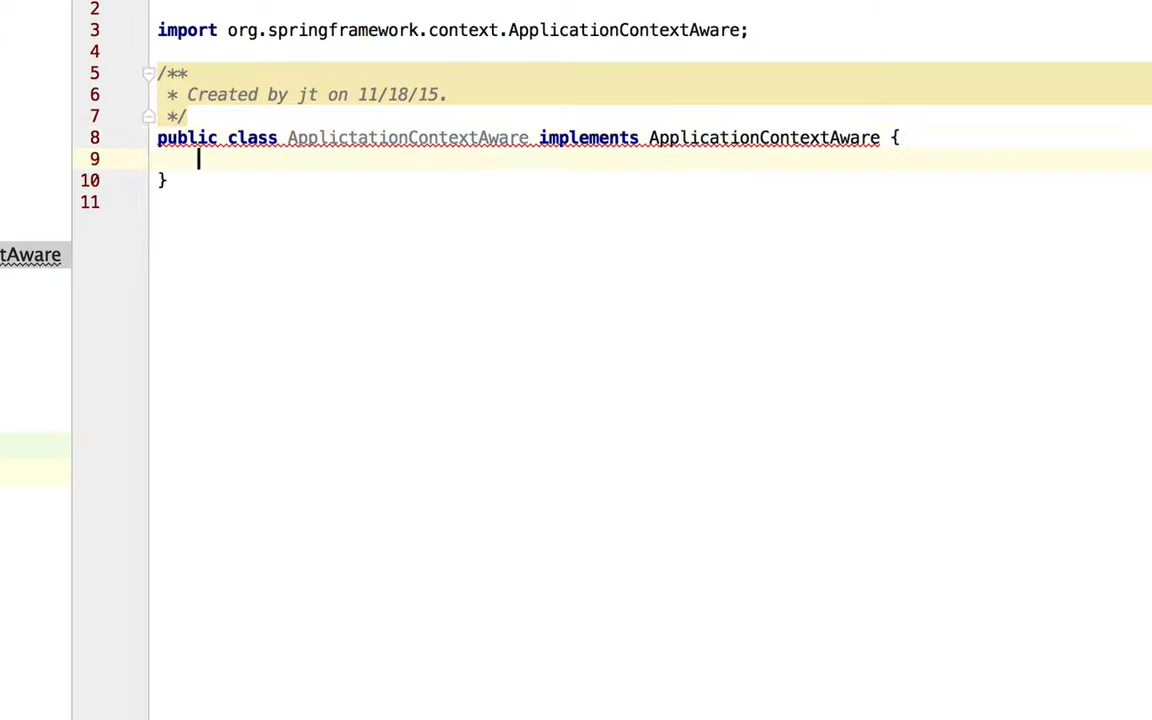 2
3 import org.springframework.context.ApplicationContextAware;
4
5 /**
6 * Created by jt on 11/18/15.
7 */
8 public class ApplictationContextAware implements ApplicationContextAware {
9
tAware
10 }
11